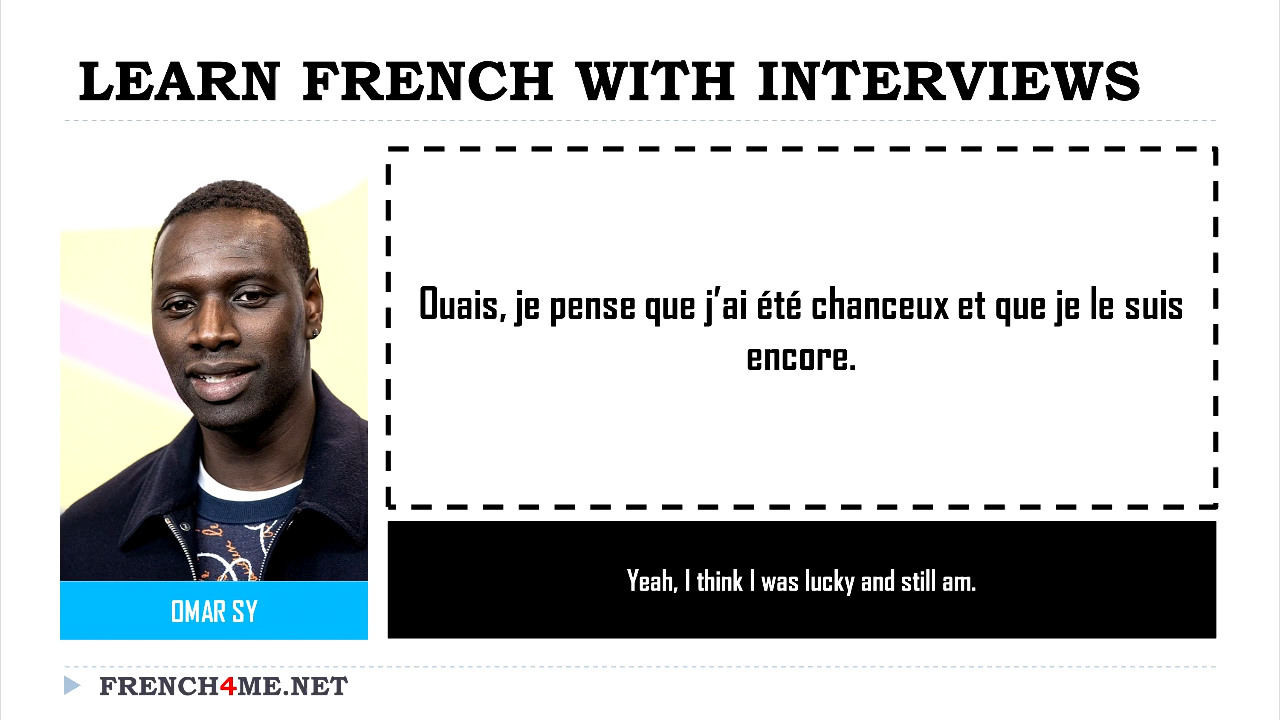 LEARN FRENCH WITH INTERVIEWS
Ouais, je pense que j'ai été chanceux et que je le suis
encore.
Yeah, I think I was lucky and still am.
OMAR SY
FRENCH4ME.NET